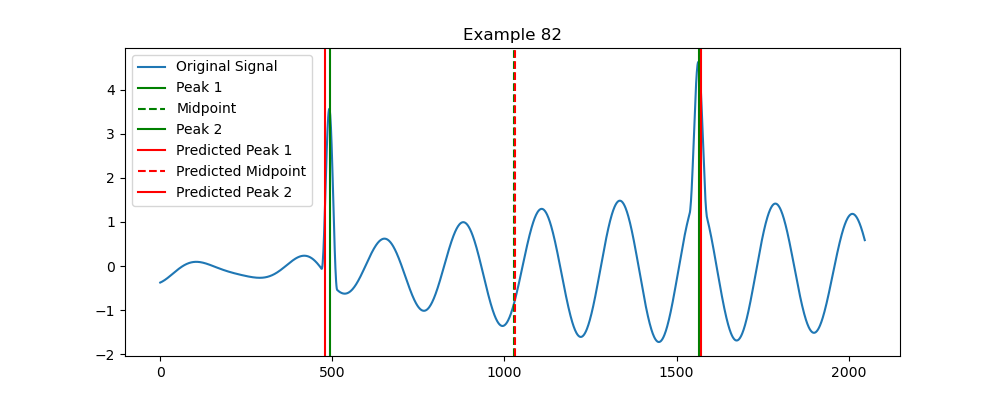 Example 82
Original Signal
Peak 1
Midpoint
Peak 2
Predicted Peak 1
Predicted Midpoint
Predicted Peak 2
4
3
2
1
0
−1
−2
0
500
1000
1500
2000